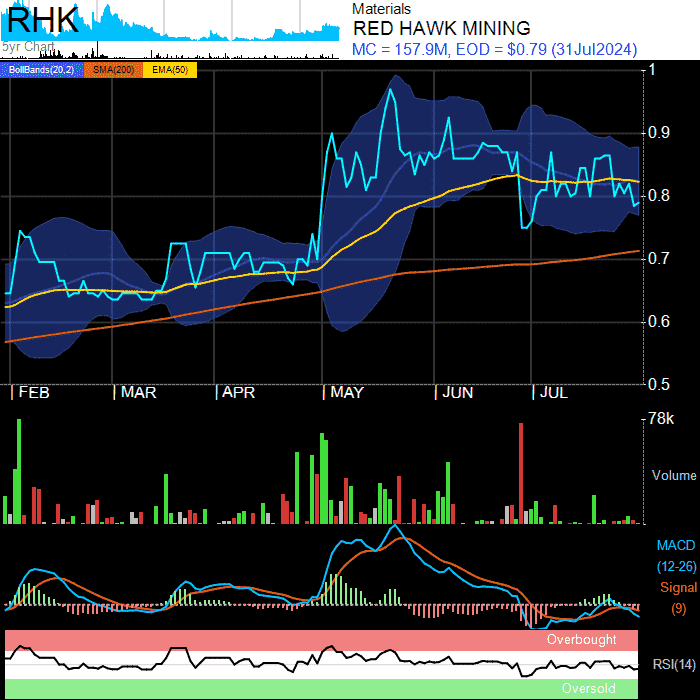 RHK
5yr Chart
Materials
RED HAWK MINING
MC = 157.9M, EOD = $0.79 (31Jul2024)
BollBands(20,2) SMA(200) EMA(50)
1
0.9
0.8
0.7
0.6
0.5
FEB MAR APR MAY JUN JUL
78k
Volume
MACD
(12-26)
Signal
(9)
Overbought
RSI(14)
Oversold